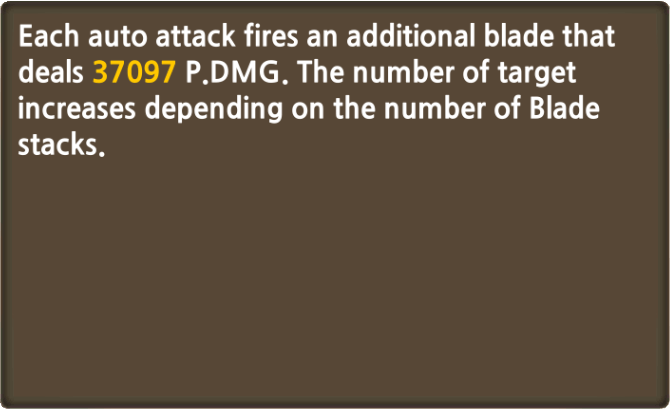 Each auto attack fires an additional blade that
deals 37097 P.DMG. The number of target
increases depending on the number of Blade
stacks.